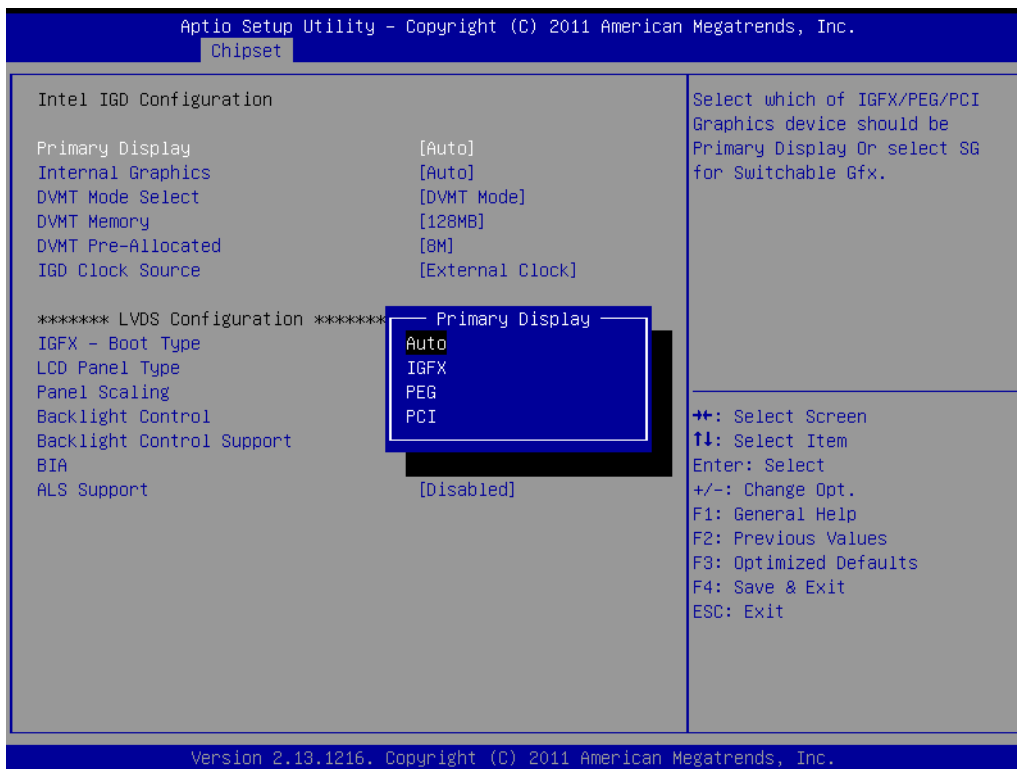 Aptio Setup Utility – Copyright (C) 2011 American Megatrends, Inc.
Chipset
Intel IGD Configuration
Primary Display [Auto]
Internal Graphics [Auto]
DVMT Mode Select [DVMT Mode]
DVMT Memory [128MB]
DVMT Pre-Allocated [8M]
IGD Clock Source [External Clock]
******* LVDS Configuration *******
IGFX - Boot Type
LCD Panel Type
Panel Scaling
Backlight Control
Backlight Control Support
BIA
ALS Support [Disabled]
Primary Display
Auto
IGFX
PEG
PCI
Select which of IGFX/PEG/PCI
Graphics device should be
Primary Display Or select SG
for Switchable Gfx.
→←: Select Screen
↑↓: Select Item
Enter: Select
+/-: Change Opt.
F1: General Help
F2: Previous Values
F3: Optimized Defaults
F4: Save & Exit
ESC: Exit
Version 2.13.1216. Copyright (C) 2011 American Megatrends, Inc.